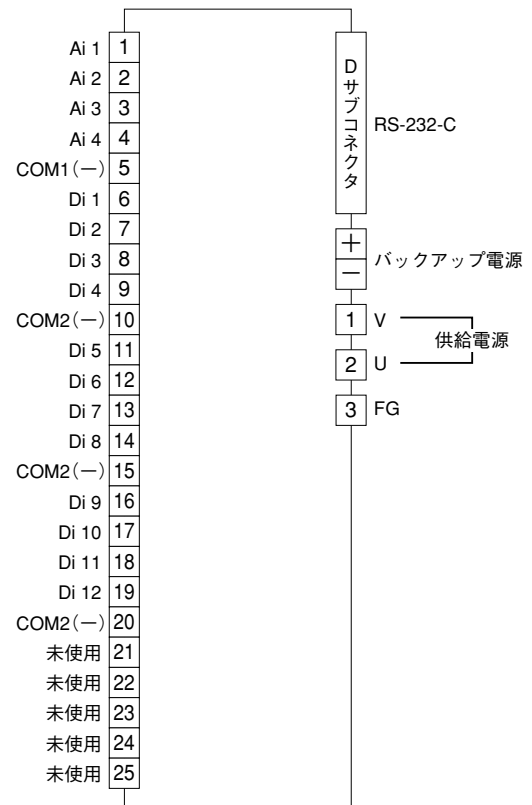 Ai 1 1
Ai 2 2
Ai 3 3
Ai 4 4
COM1(－) 5
Di 1 6
Di 2 7
Di 3 8
Di 4 9
COM2(－) 10
Di 5 11
Di 6 12
Di 7 13
Di 8 14
COM2(－) 15
Di 9 16
Di 10 17
Di 11 18
Di 12 19
COM2(－) 20
未使用 21
未使用 22
未使用 23
未使用 24
未使用 25
Dサブコネクタ
RS-232-C
＋
－
バックアップ電源
1 V
供給電源
2 U
3 FG